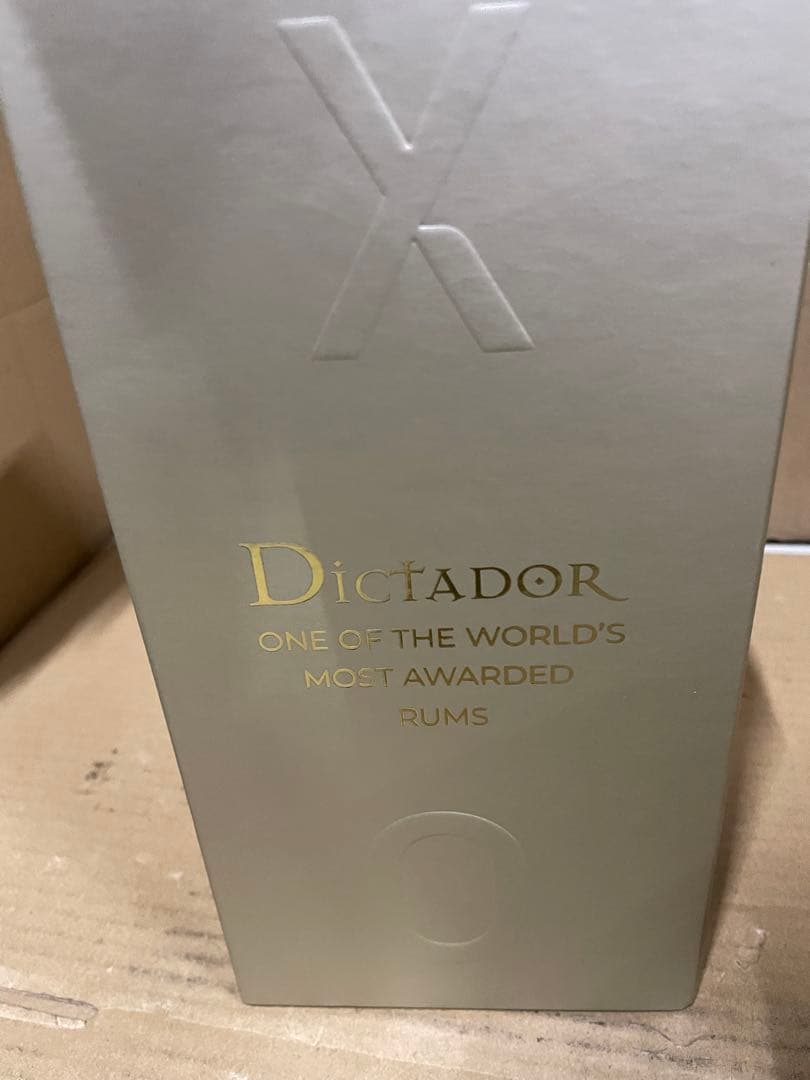 X
DICTADOR
ONE OF THE WORLD'S
MOST AWARDED
RUMS
O